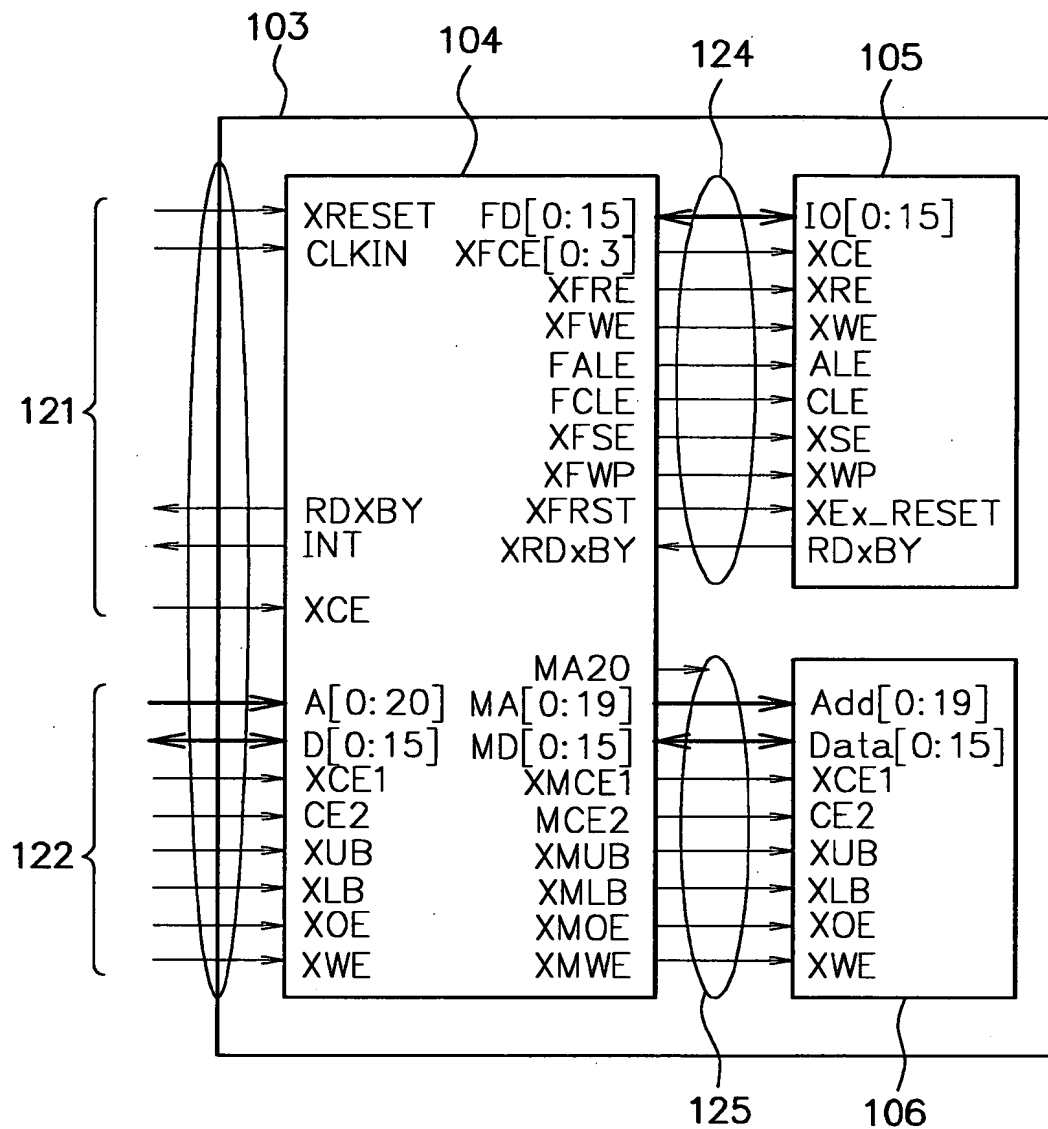 103
104
124
105
121
XRESET FD[0:15] IO[0:15]
CLKIN XFCE[0:3] XCE
XFRE XRE
XFWE XWE
FALE ALE
FCLE CLE
XFSE XSE
XFWP XWP
RDXBY XFRST XEx_RESET
INT XRDxBY RDxBY
XCE
122
MA20
A[0:20] MA[0:19] Add[0:19]
D[0:15] MD[0:15] Data[0:15]
XCE1 XMCE1 XCE1
CE2 MCE2 CE2
XUB XMUB XUB
XLB XMLB XLB
XOE XMOE XOE
XWE XMWE XWE
125
106